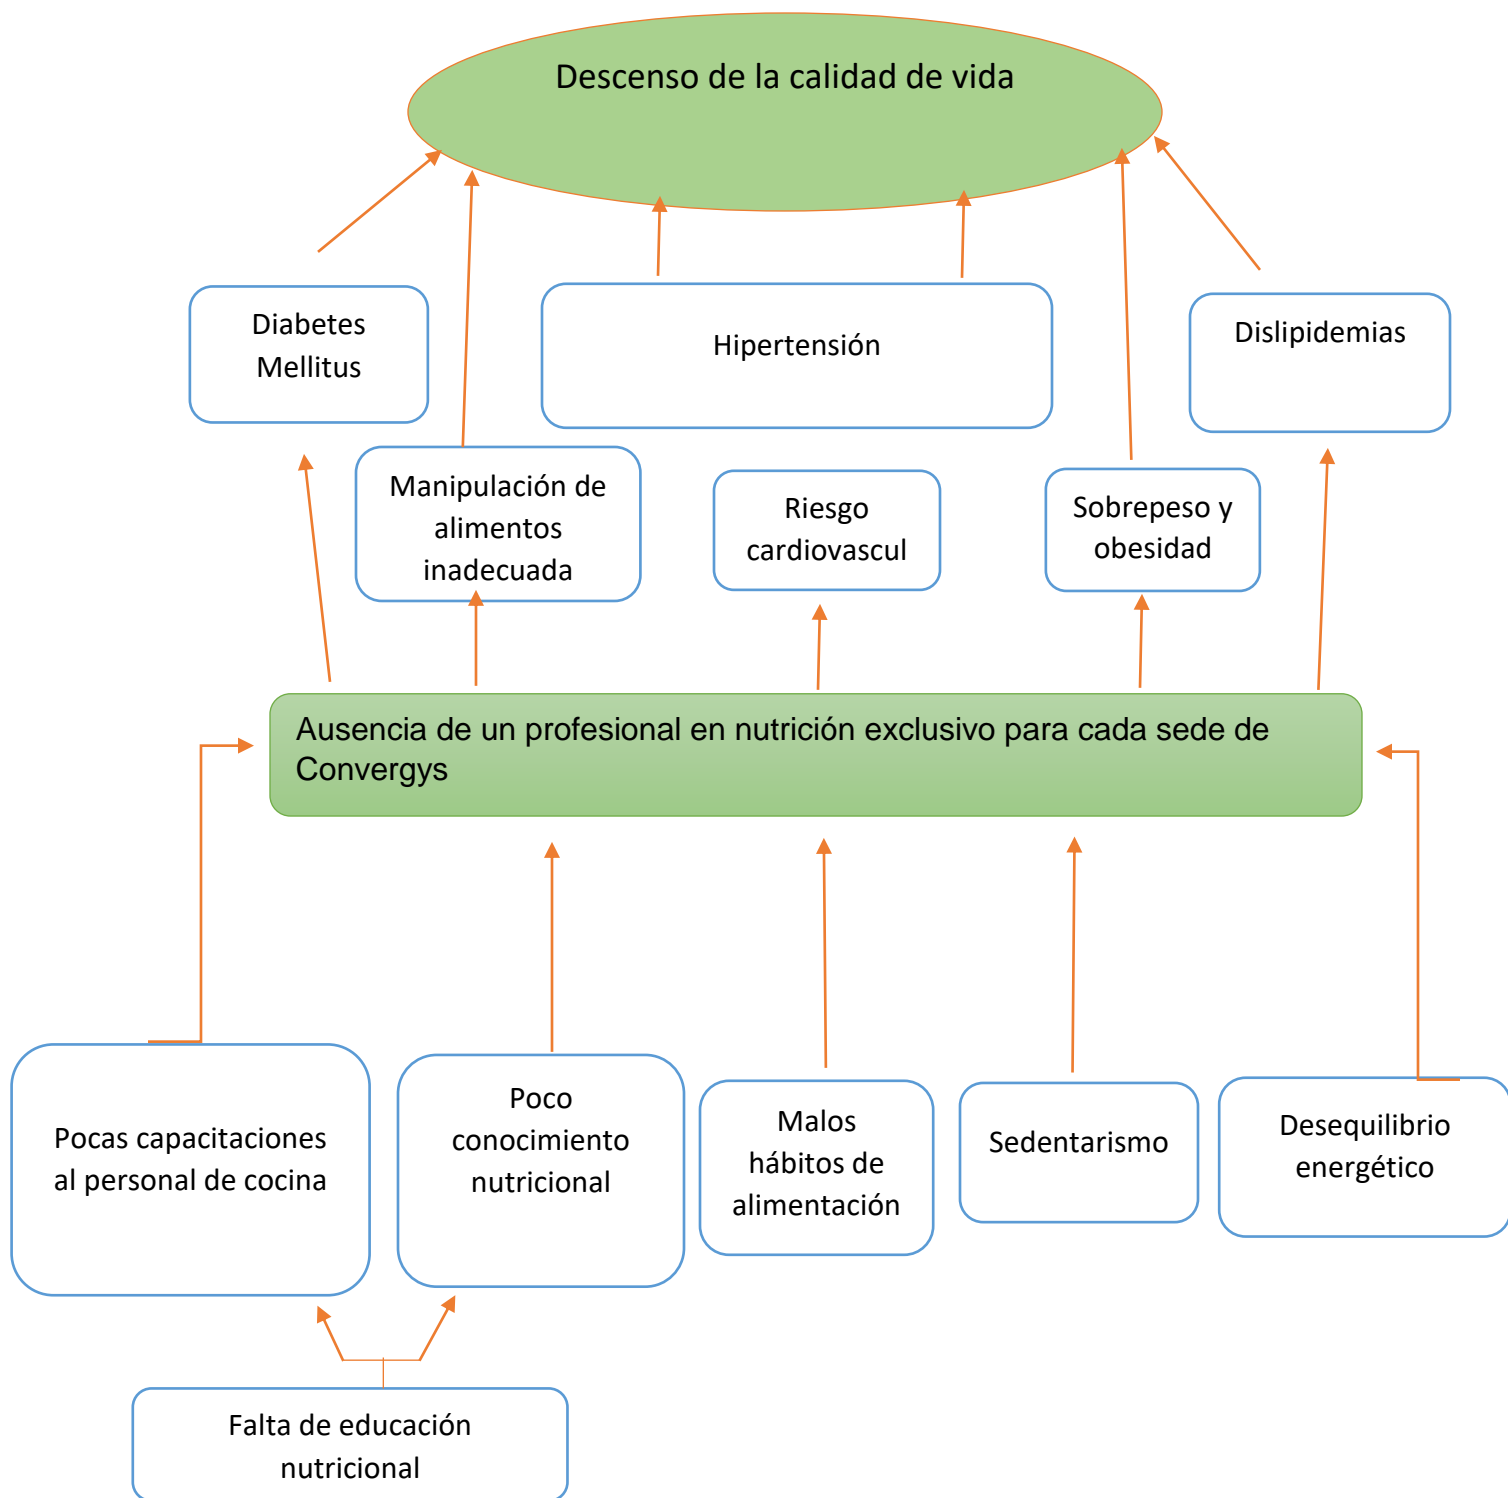 Descenso de la calidad de vida
Diabetes
Mellitus
Hipertensión
Dislipidemias
Manipulación de
alimentos
inadecuada
Riesgo
cardiovascul
Sobrepeso y
obesidad
Ausencia de un profesional en nutrición exclusivo para cada sede de
Convergys
Pocas capacitaciones
al personal de cocina
Poco
conocimiento
nutricional
Malos
hábitos de
alimentación
Sedentarismo
Desequilibrio
energético
Falta de educación
nutricional